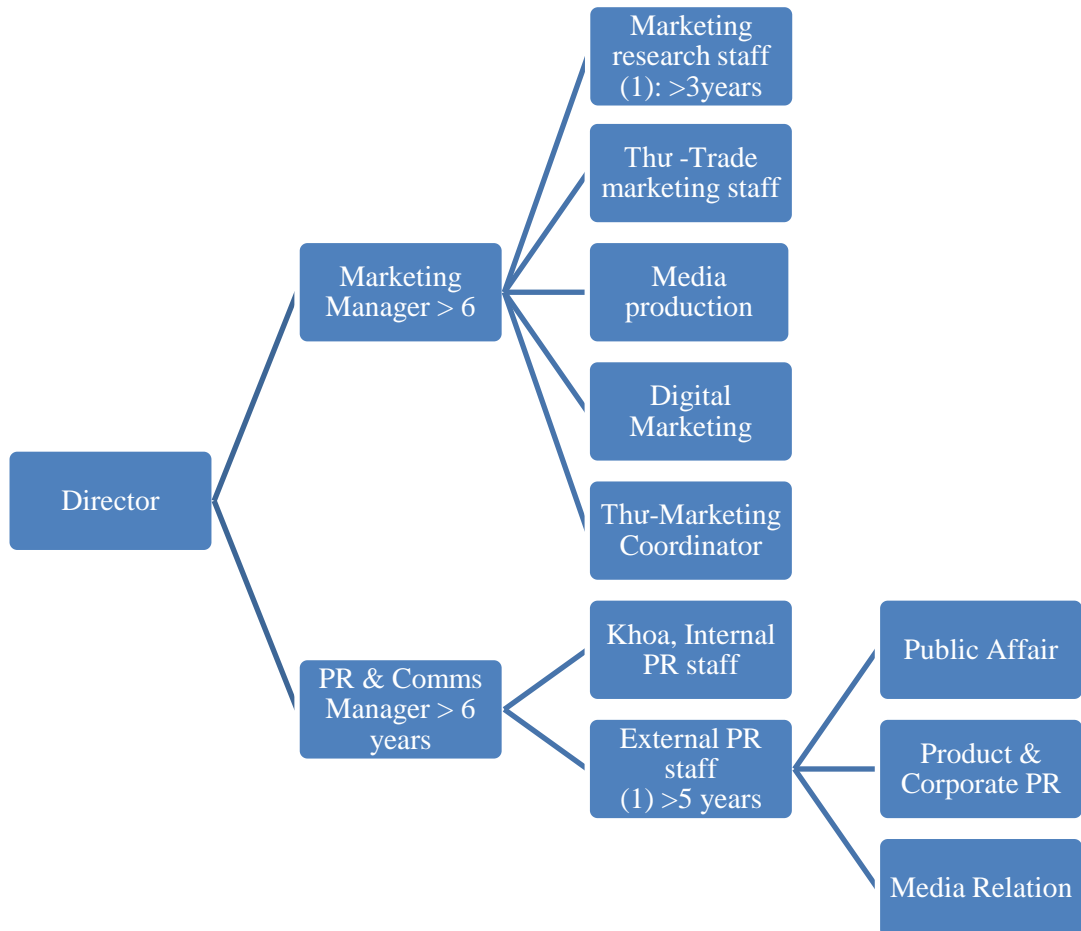 Marketing
research staff
(1): >3years
Thư -Trade
marketing staff
Marketing
Manager > 6
Media
production
Digital
Marketing
Director
Thư-Marketing
Coordinator
Khoa, Internal
PR staff
PR & Comms
Manager > 6
years
External PR
staff
(1) >5 years
Public Affair
Product &
Corporate PR
Media Relation